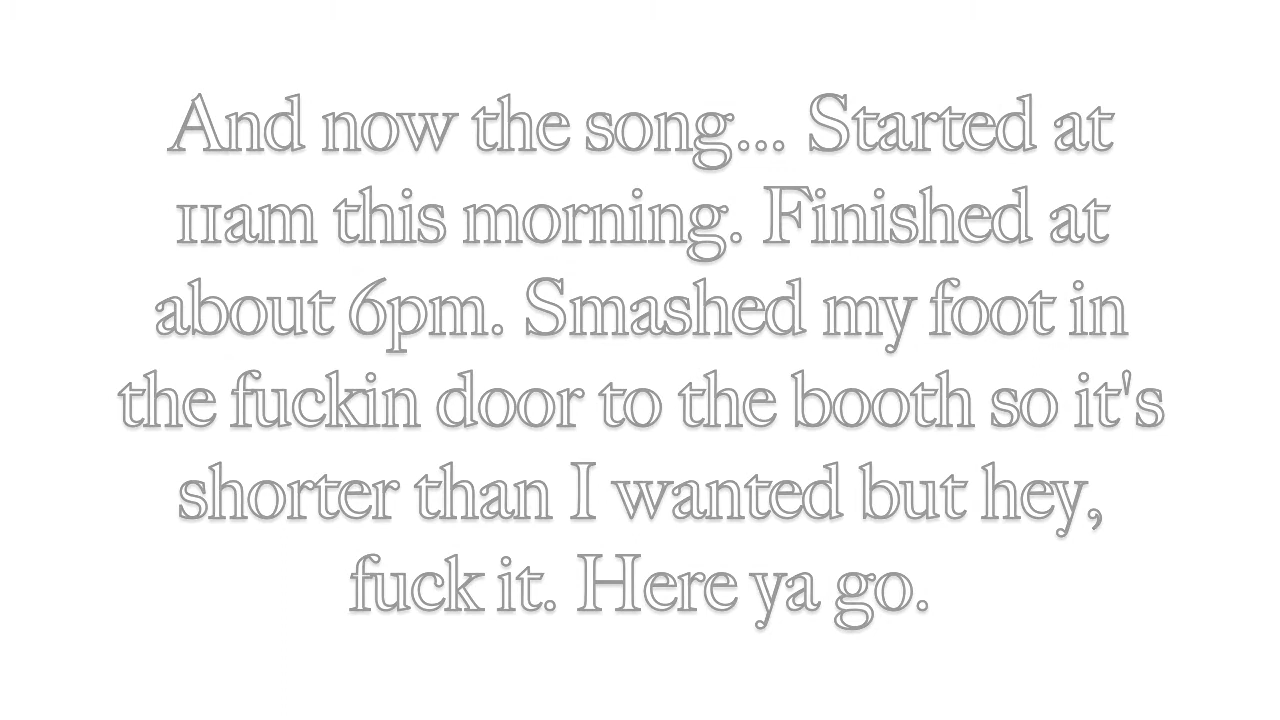 And now the song... Started at
11am this morning. Finished at
about 6pm. Smashed my foot in
the fuckin door to the booth so it's
shorter than I wanted but hey,
fuck it. Here ya go.